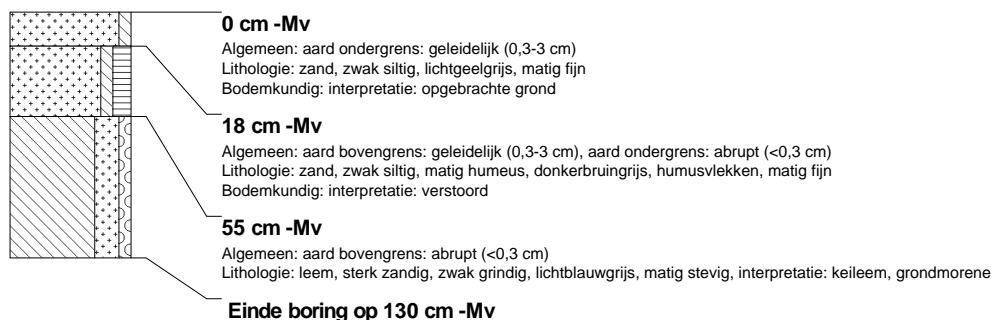 0 cm -Mv
Algemeen: aard ondergrens: geleidelijk (0,3-3 cm)
Lithologie: zand, zwak siltig, lichtgeelgrijs, matig fijn
Bodemkundig: interpretatie: opgebrachte grond
18 cm -Mv
Algemeen: aard bovengrens: geleidelijk (0,3-3 cm), aard ondergrens: abrupt (<0,3 cm)
Lithologie: zand, zwak siltig, matig humeus, donkerbruingrijs, humusvlekken, matig fijn
Bodemkundig: interpretatie: verstoord
55 cm -Mv
Algemeen: aard bovengrens: abrupt (<0,3 cm)
Lithologie: leem, sterk zandig, zwak grindig, lichtblauwgrijs, matig stevig, interpretatie: keileem, grondmorene
Einde boring op 130 cm -Mv